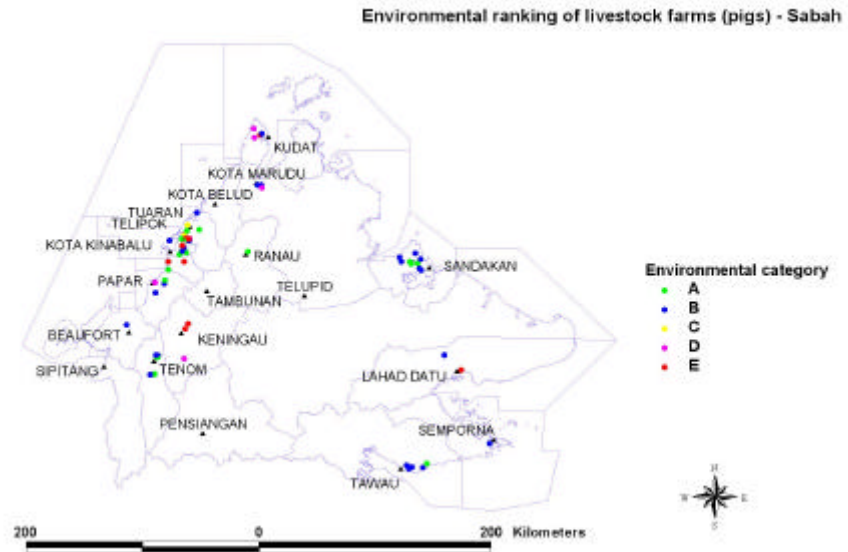 Environmental ranking of livestock farms (pigs) - Sabah
KUDAT
KOTA MARUDU
KOTA BELUD
TUARAN
TELIPOK
KOTA KINABALU
RANAU
SANDAKAN
PAPAR
TAMBUNAN
TELUPID
BEAUFORT
KENINGAU
SIPITANG
TENOM
LAHAD DATU
PENSIANGAN
SEMPORNA
TAWAU
Environmental category
A
B
C
D
E
N
W E
S
200 0 200 Kilometers